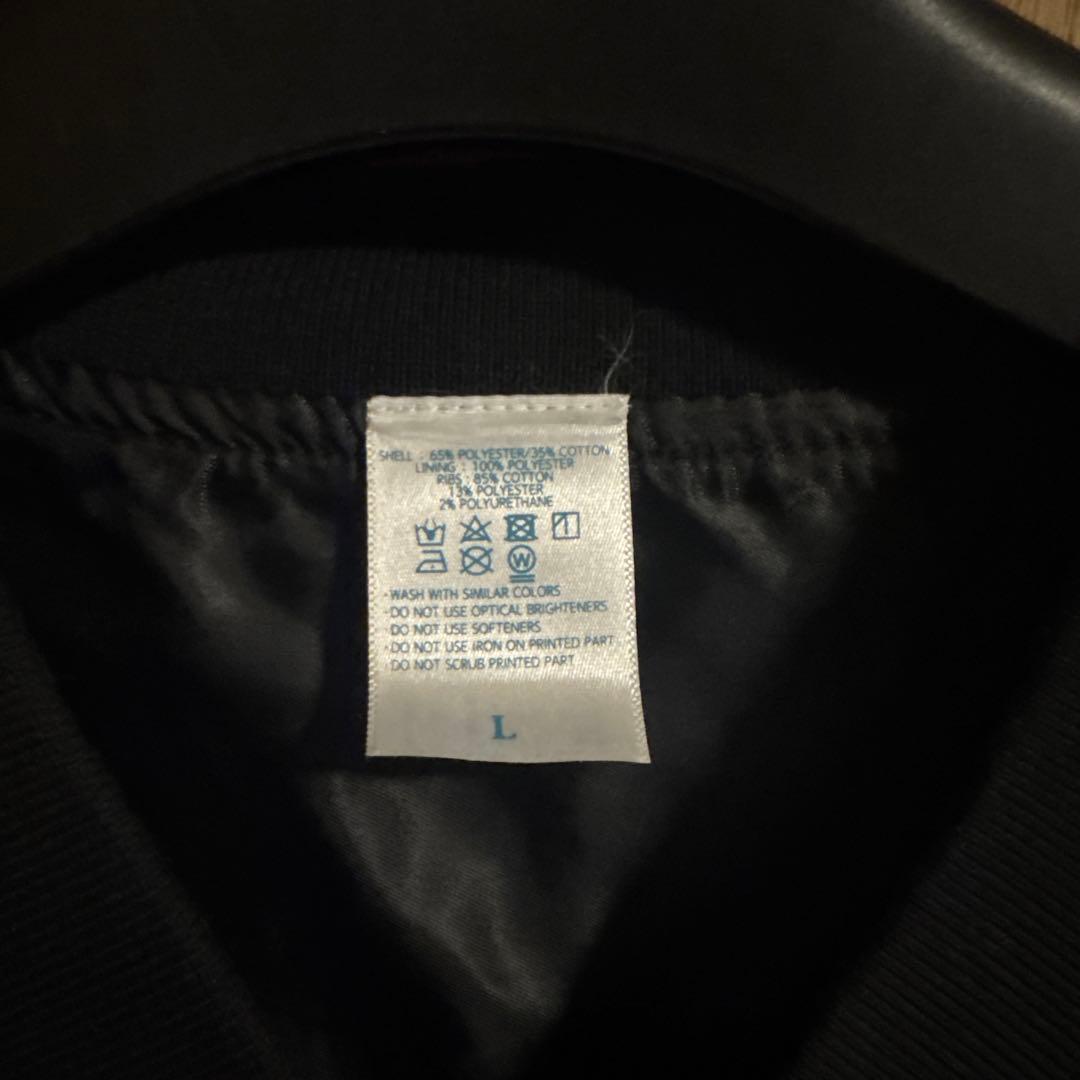 SHELL : 65% POLYESTER/35% COTTON
LINING : 100% POLYESTER
RIBS : 85% COTTON
13% POLYESTER
2% POLYURETHANE
W
·WASH WITH SIMILAR COLORS
·DO NOT USE OPTICAL BRIGHTENERS
·DO NOT USE SOFTENERS
·DO NOT USE IRON ON PRINTED PART
·DO NOT SCRUB PRINTED PART
L